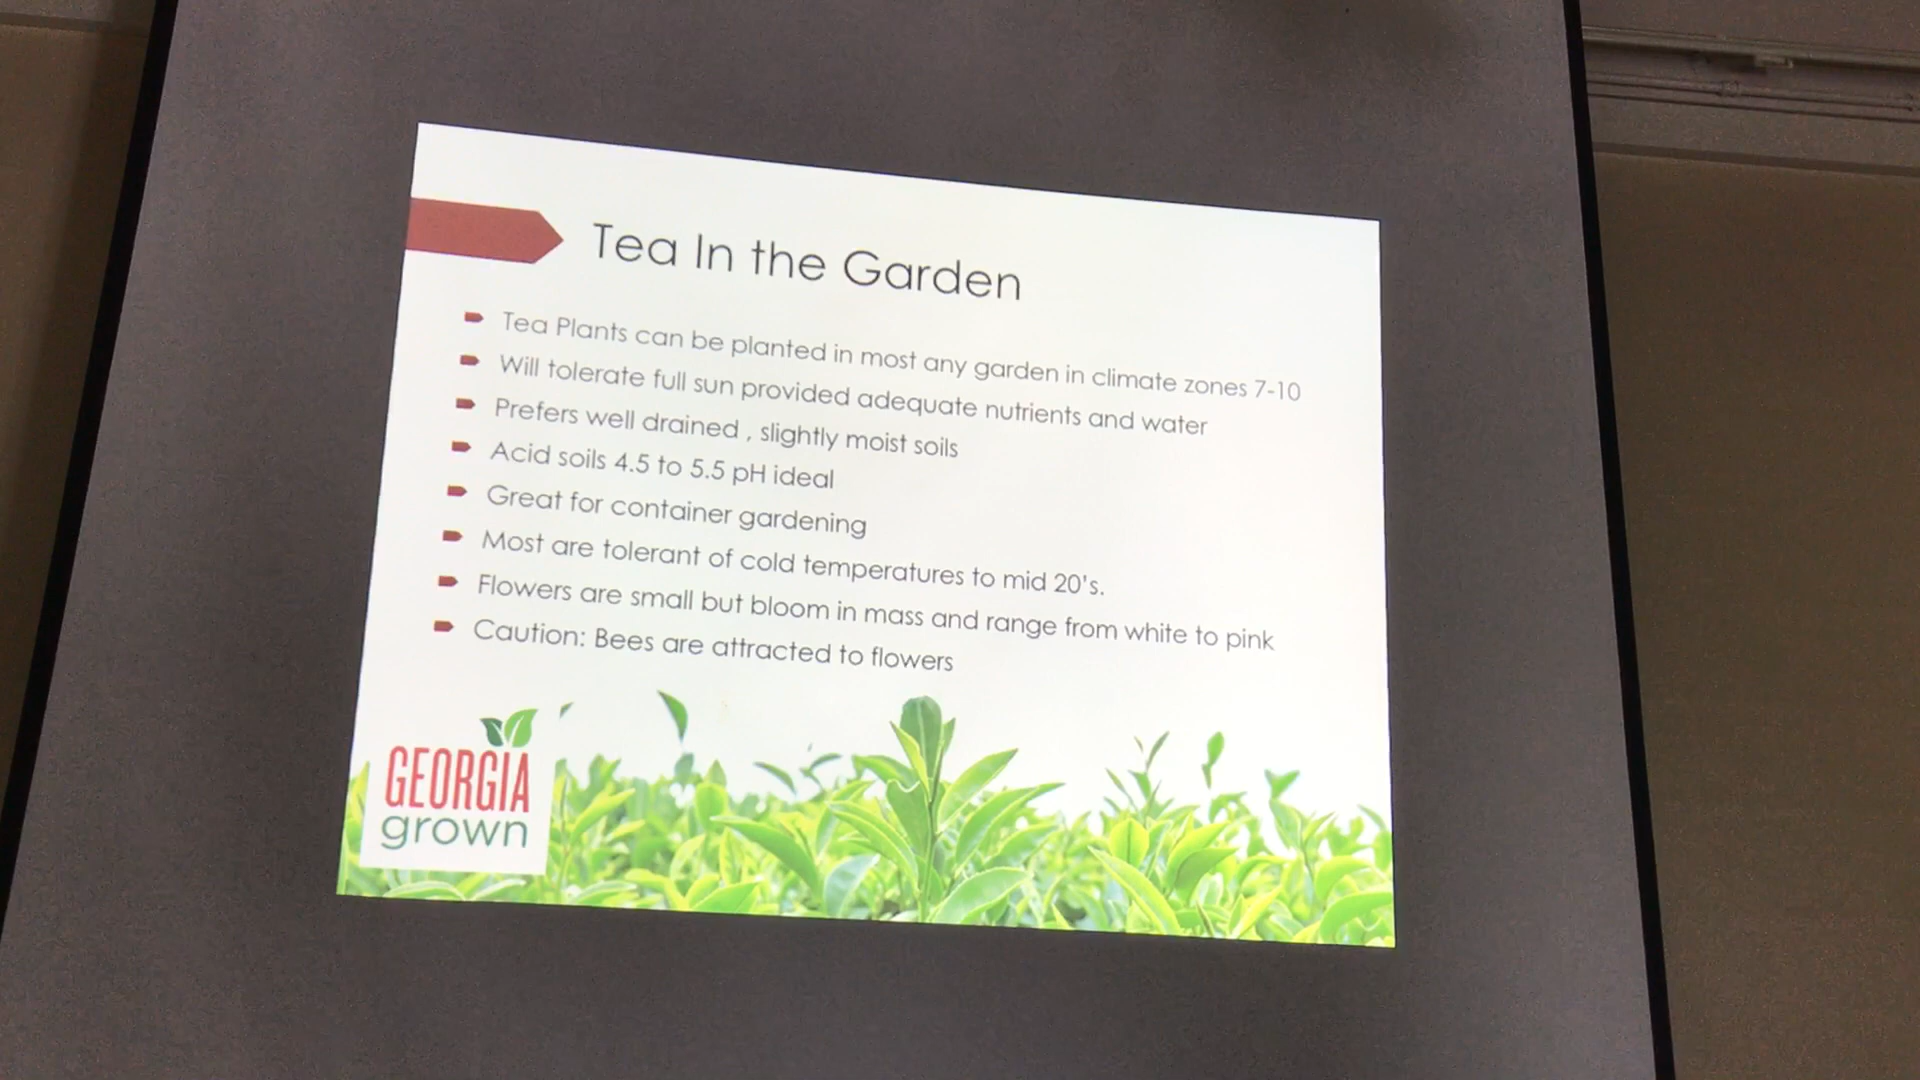 Tea In the Garden
Tea Plants can be planted in most any garden in climate zones 7-10
Will tolerate full sun provided adequate nutrients and water
Prefers well drained , slightly moist soils
Acid soils 4.5 to 5.5 pH ideal
Great for container gardening
Most are tolerant of cold temperatures to mid 20's.
Flowers are small but bloom in mass and range from white to pink
Caution: Bees are attracted to flowers
GEORGIA
grown